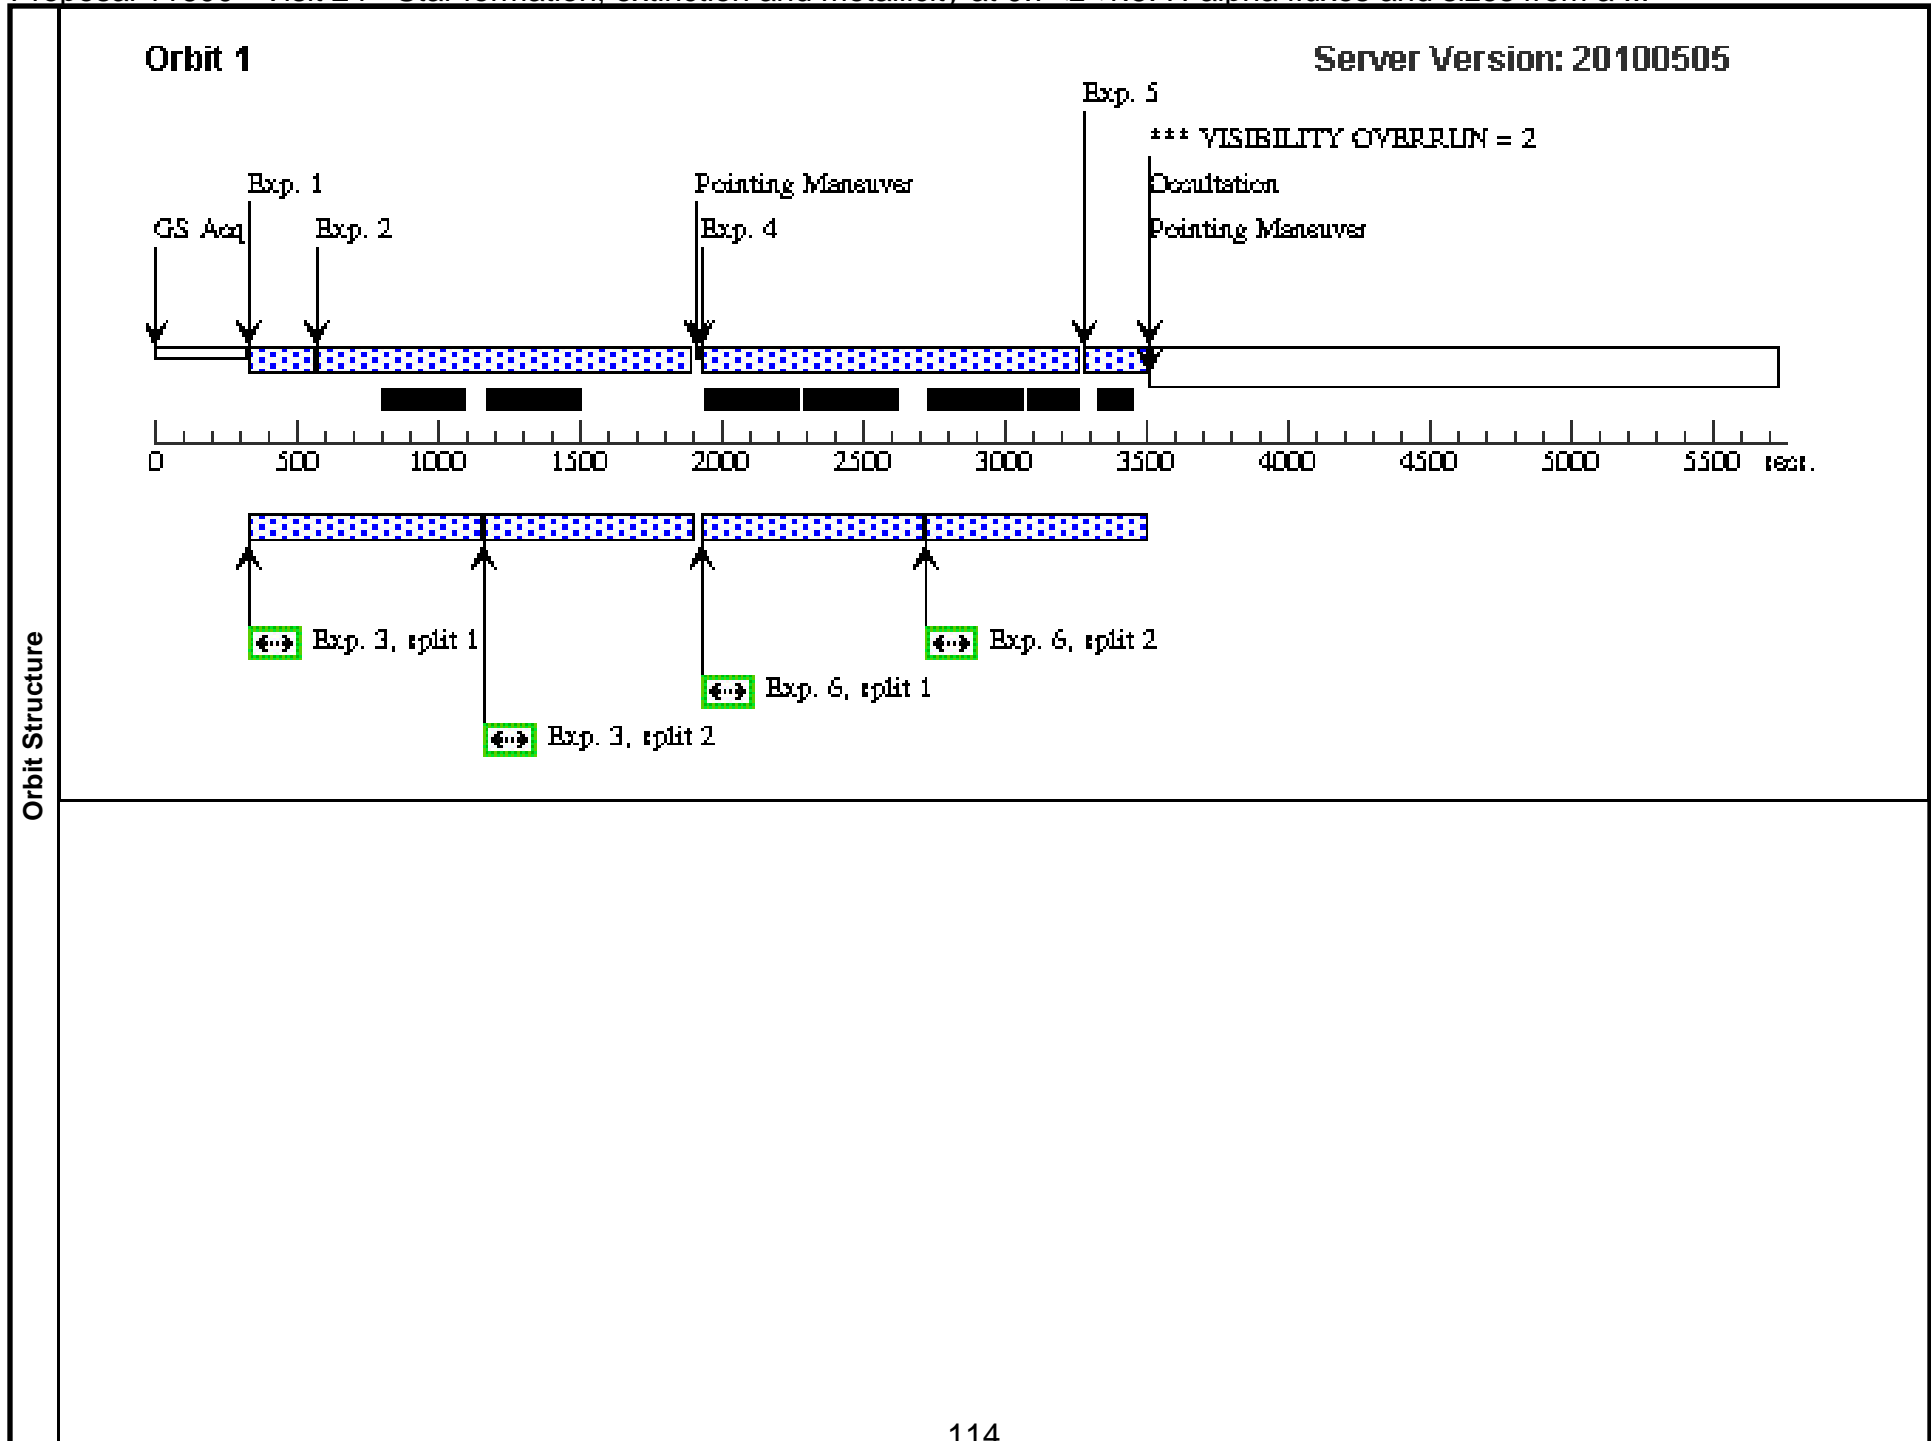 Orbit 1
Server Version: 20100505
Exp. 5
*** VISIBILITY OVERRUN = 2
Exp. 1
Pointing Maneuver
Occultation
GS Acq
Exp. 2
Exp. 4
Pointing Maneuver
0 500 1000 1500 2000 2500 3000 3500 4000 4500 5000 5500 secs.
Exp. 3, split 1
Exp. 6, split 2
Exp. 6, split 1
Exp. 3, split 2
Orbit Structure
114